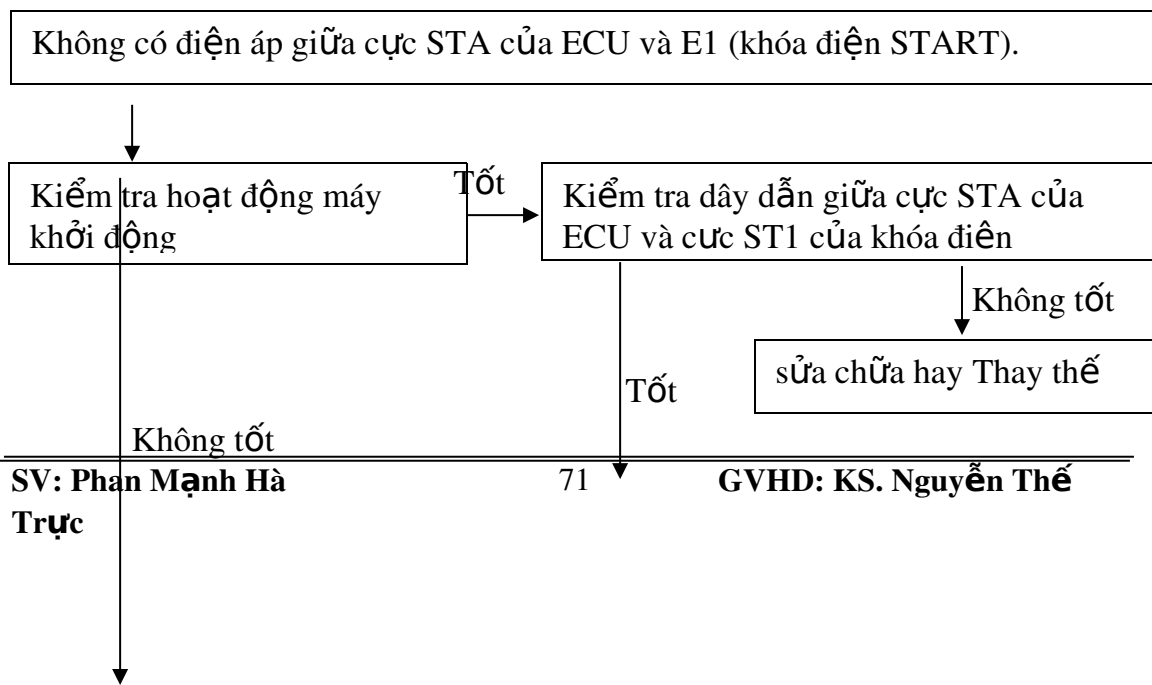 Không có điện áp giữa cực STA của ECU và E1 (khóa điện START).
Kiểm tra hoạt động máy
khởi động
Tốt
Kiểm tra dây dẫn giữa cực STA của
ECU và cưc ST1 của khóa điên
Không tốt
sửa chữa hay Thay thế
Tốt
Không tốt
SV: Phan Mạnh Hà 71 GVHD: KS. Nguyễn Thế
Trực